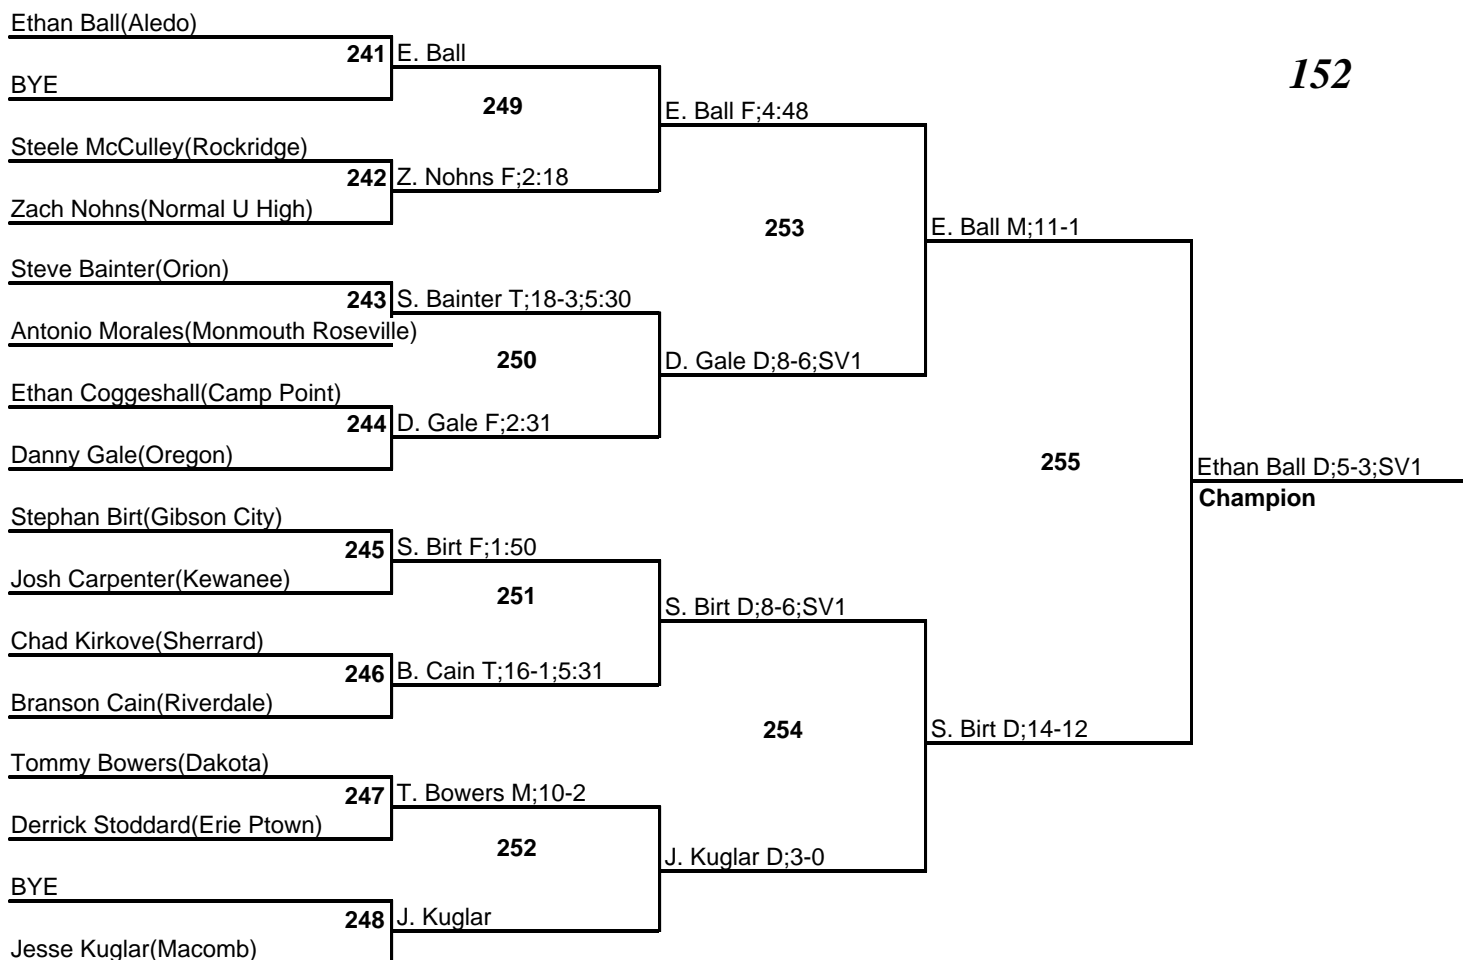 Ethan Ball(Aledo)
241 E. Ball
BYE
152
249
E. Ball F;4:48
Steele McCulley(Rockridge)
242 Z. Nohns F;2:18
Zach Nohns(Normal U High)
253
E. Ball M;11-1
Steve Bainter(Orion)
243 S. Bainter T;18-3;5:30
Antonio Morales(Monmouth Roseville)
250
D. Gale D;8-6;SV1
Ethan Coggeshall(Camp Point)
244 D. Gale F;2:31
Danny Gale(Oregon)
255
Ethan Ball D;5-3;SV1
Champion
Stephan Birt(Gibson City)
245 S. Birt F;1:50
Josh Carpenter(Kewanee)
251
S. Birt D;8-6;SV1
Chad Kirkove(Sherrard)
246 B. Cain T;16-1;5:31
Branson Cain(Riverdale)
254
S. Birt D;14-12
Tommy Bowers(Dakota)
247 T. Bowers M;10-2
Derrick Stoddard(Erie Ptown)
252
J. Kuglar D;3-0
BYE
248 J. Kuglar
Jesse Kuglar(Macomb)